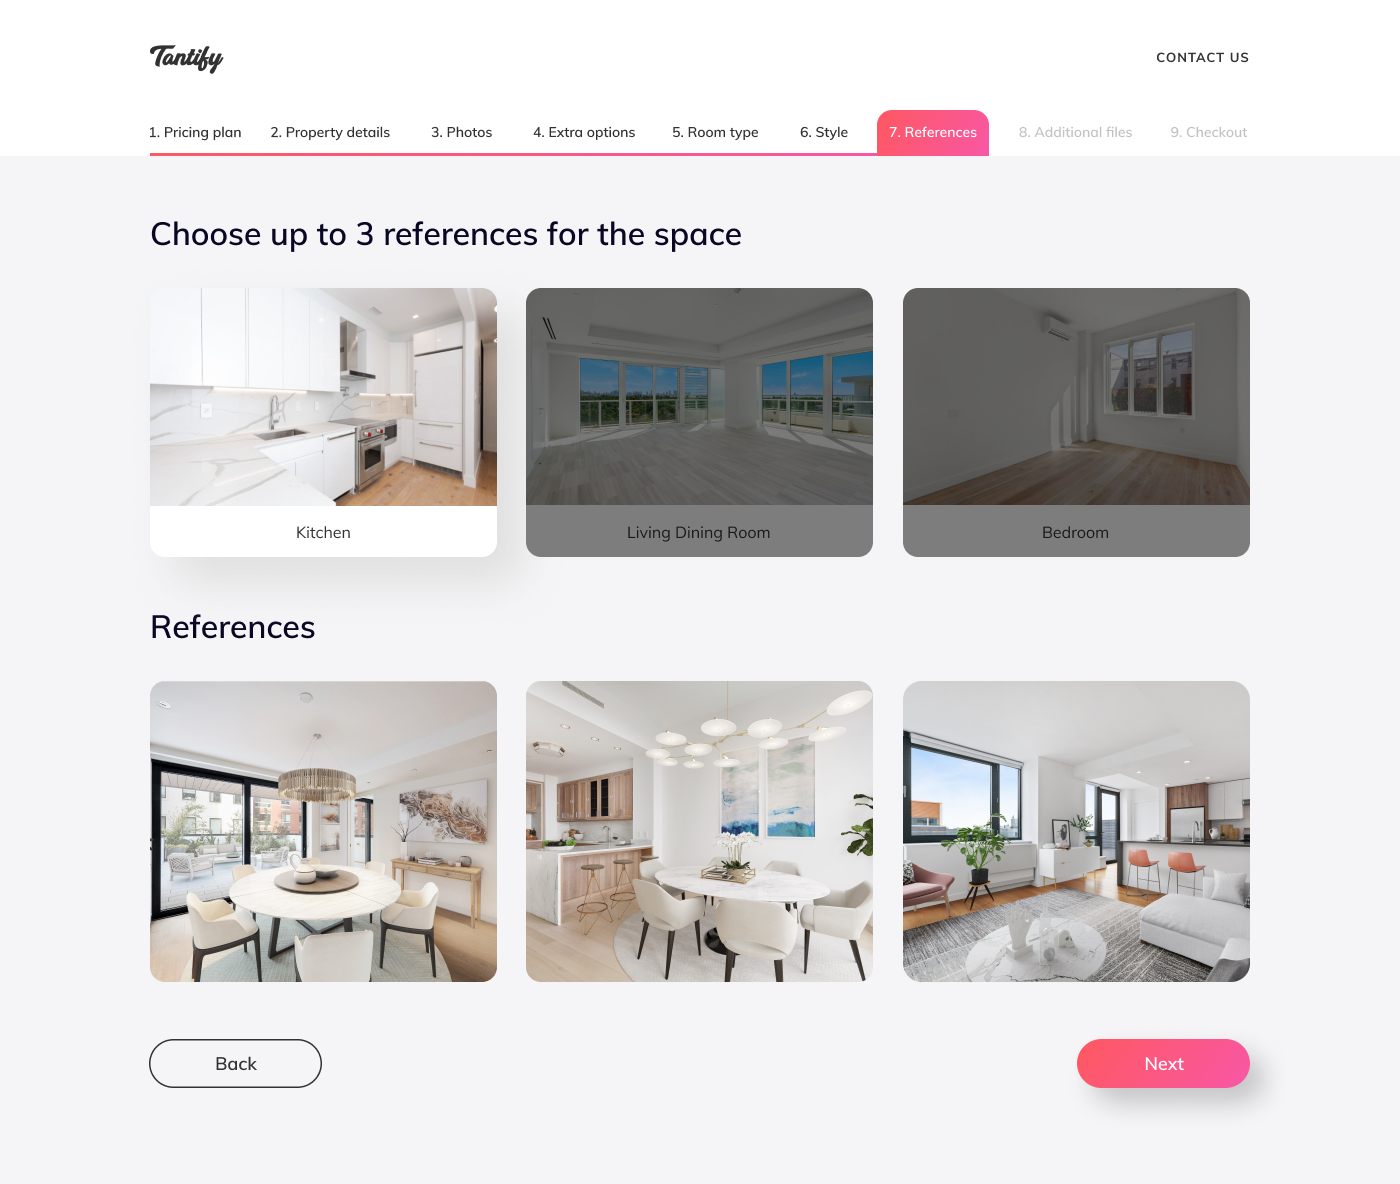 Tantify
CONTACT US
1. Pricing plan
2. Property details
3. Photos
4. Extra options
5. Room type
6. Style
7. References
8. Additional files
9. Checkout
Choose up to 3 references for the space
Kitchen
Living Dining Room
Bedroom
References
Back
Next